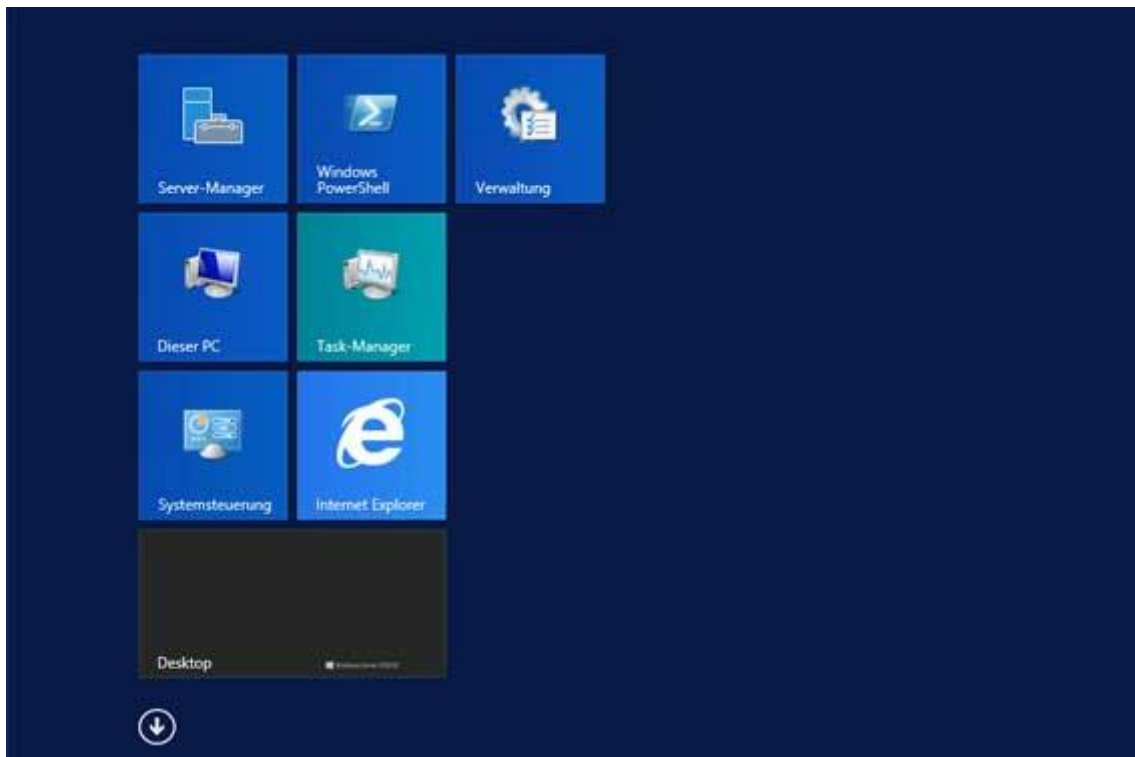 Server-Manager
Windows
PowerShell
Verwaltung
Dieser PC
Task-Manager
Systemsteuerung
Internet Explorer
Desktop